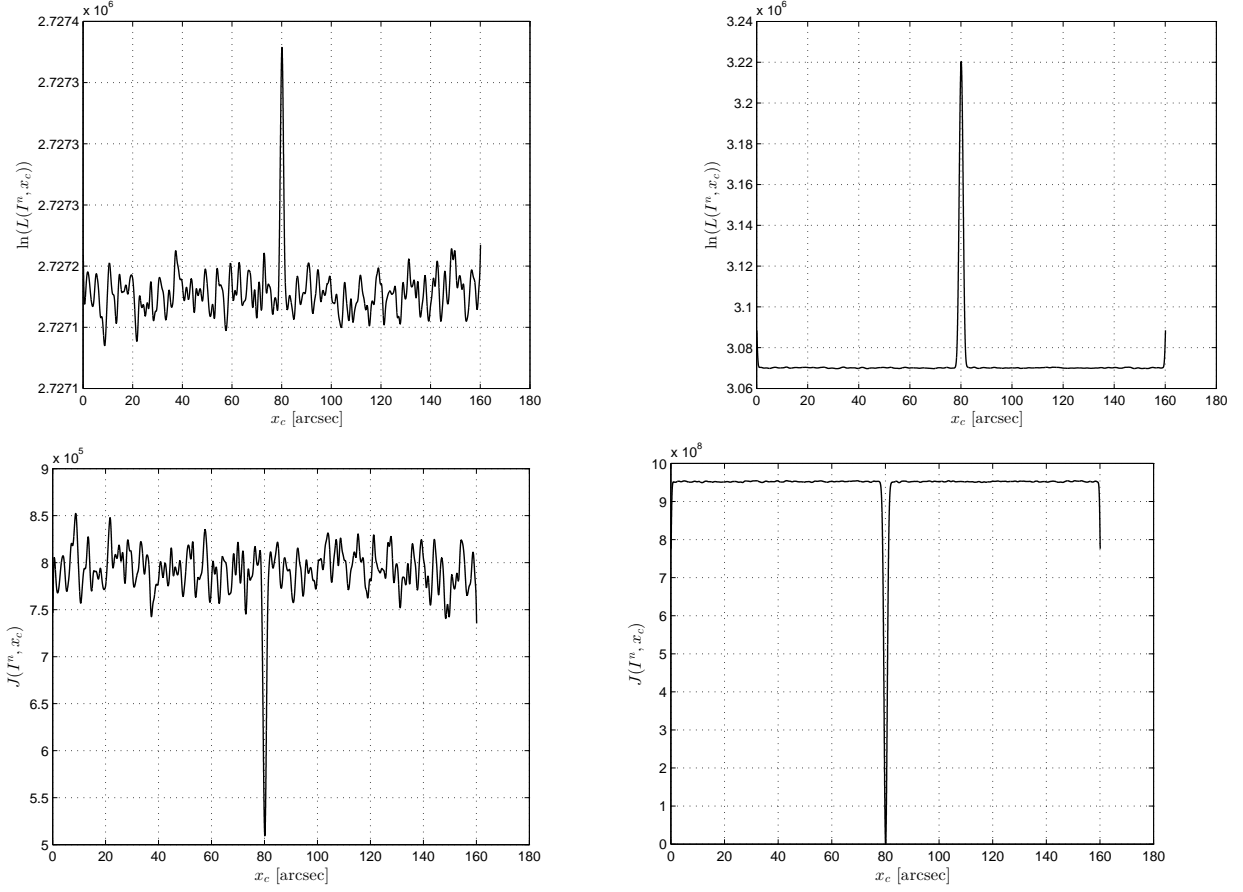 x 10^6
2.7274
2.7273
2.7273
2.7273
2.7272
2.7271
2.7271
ln(L(I^n, x_c))
0 20 40 60 80 100 120 140 160 180
x_c [arcsec]
x 10^6
3.24
3.22
3.2
3.18
3.16
3.14
3.12
3.1
3.08
3.06
ln(L(I^n, x_c))
0 20 40 60 80 100 120 140 160 180
x_c [arcsec]
x 10^5
9
8.5
8
7.5
7
6.5
6
5.5
5
J(I^n, x_c)
0 20 40 60 80 100 120 140 160 180
x_c [arcsec]
x 10^8
10
9
8
7
6
5
4
3
2
1
0
J(I^n, x_c)
0 20 40 60 80 100 120 140 160 180
x_c [arcsec]